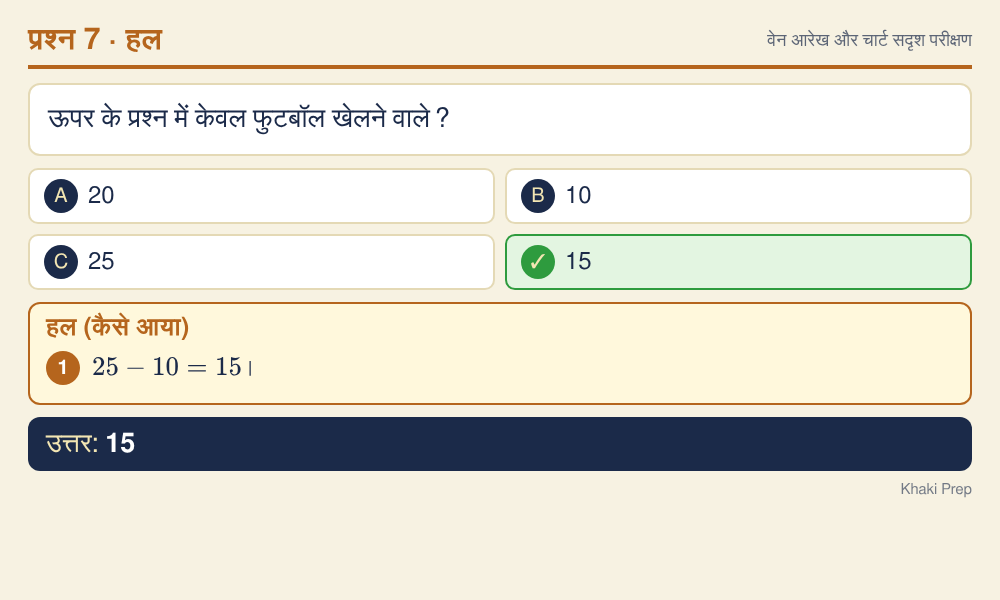 प्रश्न 7 · हल
वेन आरेख और चार्ट सदृश परीक्षण
ऊपर के प्रश्न में केवल फुटबॉल खेलने वाले ?
A 20
B 10
C 25
✓ 15
हल (कैसे आया)
1 25 − 10 = 15।
उत्तर: 15
Khaki Prep